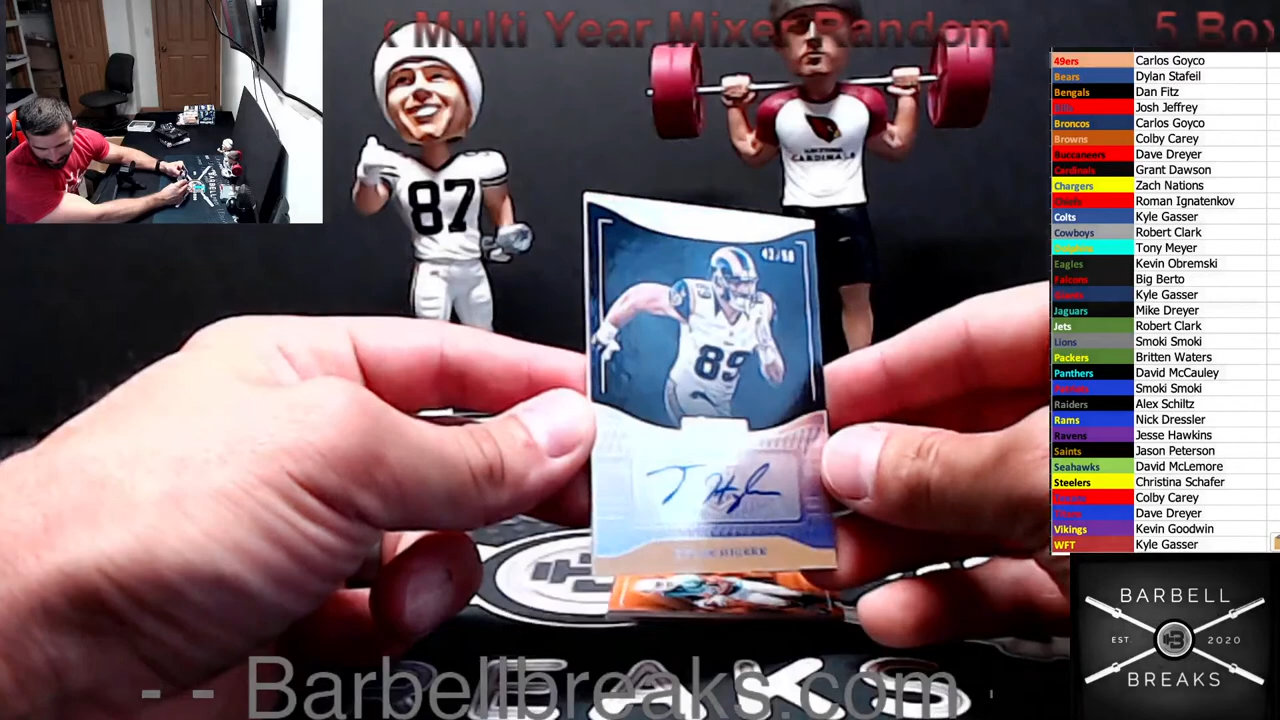 x Multi Year Mixer Random 5 Box
49ers Carlos Goyco
Bears Dylan Stafeil
Bengals Dan Fitz
Josh Jeffrey
Broncos Carlos Goyco
Browns Colby Carey
Buccaneers Dave Dreyer
Cardinals Grant Dawson
Chargers Zach Nations
Chiefs Roman Ignatenkov
Colts Kyle Gasser
Cowboys Robert Clark
Dolphins Tony Meyer
Eagles Kevin Obremski
Falcons Big Berto
Giants Kyle Gasser
Jaguars Mike Dreyer
Jets Robert Clark
Lions Smoki Smoki
Packers Britten Waters
Panthers David McCauley
Patriots Smoki Smoki
Raiders Alex Schiltz
Rams Nick Dressler
Ravens Jesse Hawkins
Saints Jason Peterson
Seahawks David McLemore
Steelers Christina Schafer
Texans Colby Carey
Titans Dave Dreyer
Vikings Kevin Goodwin
WFT Kyle Gasser
87
CARDINALS
89
89
BARBELL
EST. 2020
BREAKS
- - Barbellbreaks.com